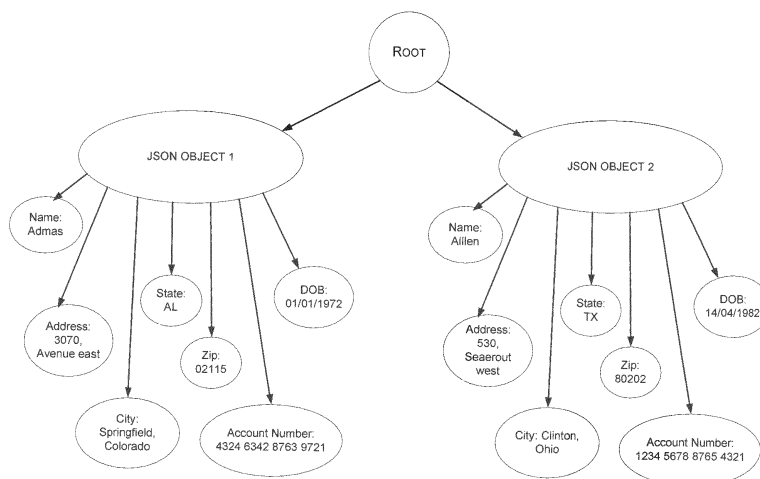 ROOT
JSON OBJECT 1
JSON OBJECT 2
Name:
Admas
Address:
3070,
Avenue east
City:
Springfield,
Colorado
State:
AL
Zip:
02115
Account Number:
4324 6342 8763 9721
DOB:
01/01/1972
Name:
Aillen
Address:
530,
Seaerout
west
City: Clinton,
Ohio
State:
TX
Zip:
80202
Account Number:
1234 5678 8765 4321
DOB:
14/04/1982